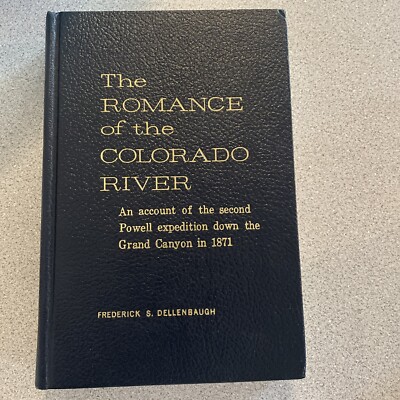 The
ROMANCE
of the
COLORADO
RIVER
An account of the second
Powell expedition down the
Grand Canyon in 1871
FREDERICK S. DELLENBAUGH